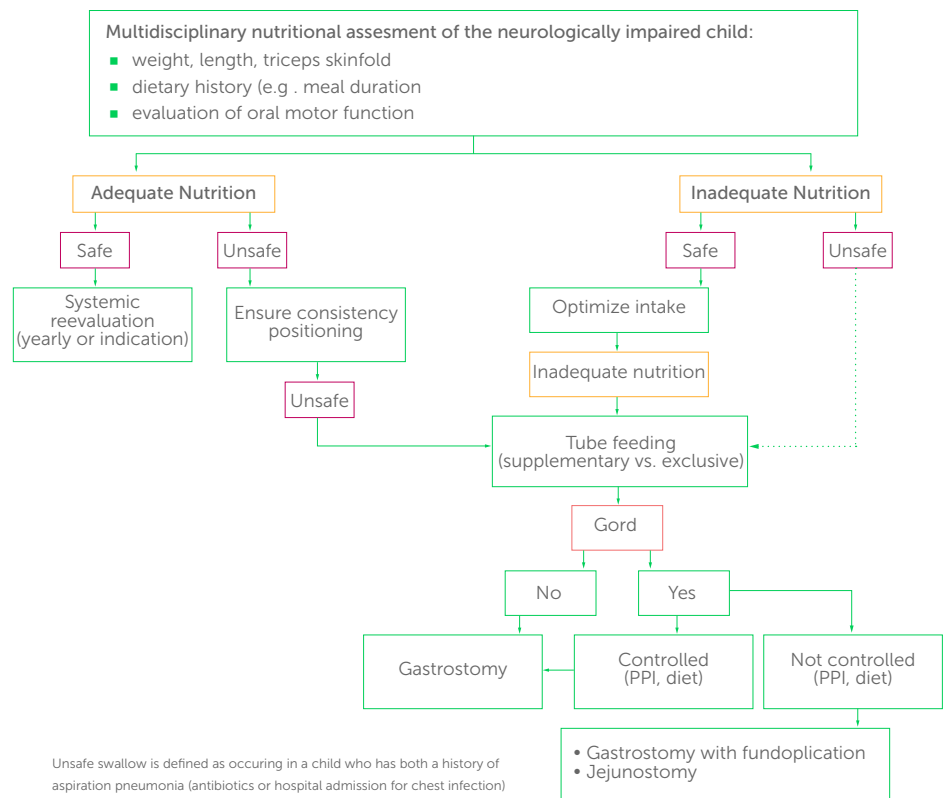 Multidisciplinary nutritional assesment of the neurologically impaired child:
▪ weight, length, triceps skinfold
▪ dietary history (e.g . meal duration
▪ evaluation of oral motor function
Adequate Nutrition
Inadequate Nutrition
Safe
Unsafe
Safe
Unsafe
Systemic
reevaluation
(yearly or indication)
Ensure consistency
positioning
Optimize intake
Unsafe
Inadequate nutrition
Tube feeding
(supplementary vs. exclusive)
Gord
No
Yes
Gastrostomy
Controlled
(PPI, diet)
Not controlled
(PPI, diet)
• Gastrostomy with fundoplication
• Jejunostomy
Unsafe swallow is defined as occuring in a child who has both a history of
aspiration pneumonia (antibiotics or hospital admission for chest infection)